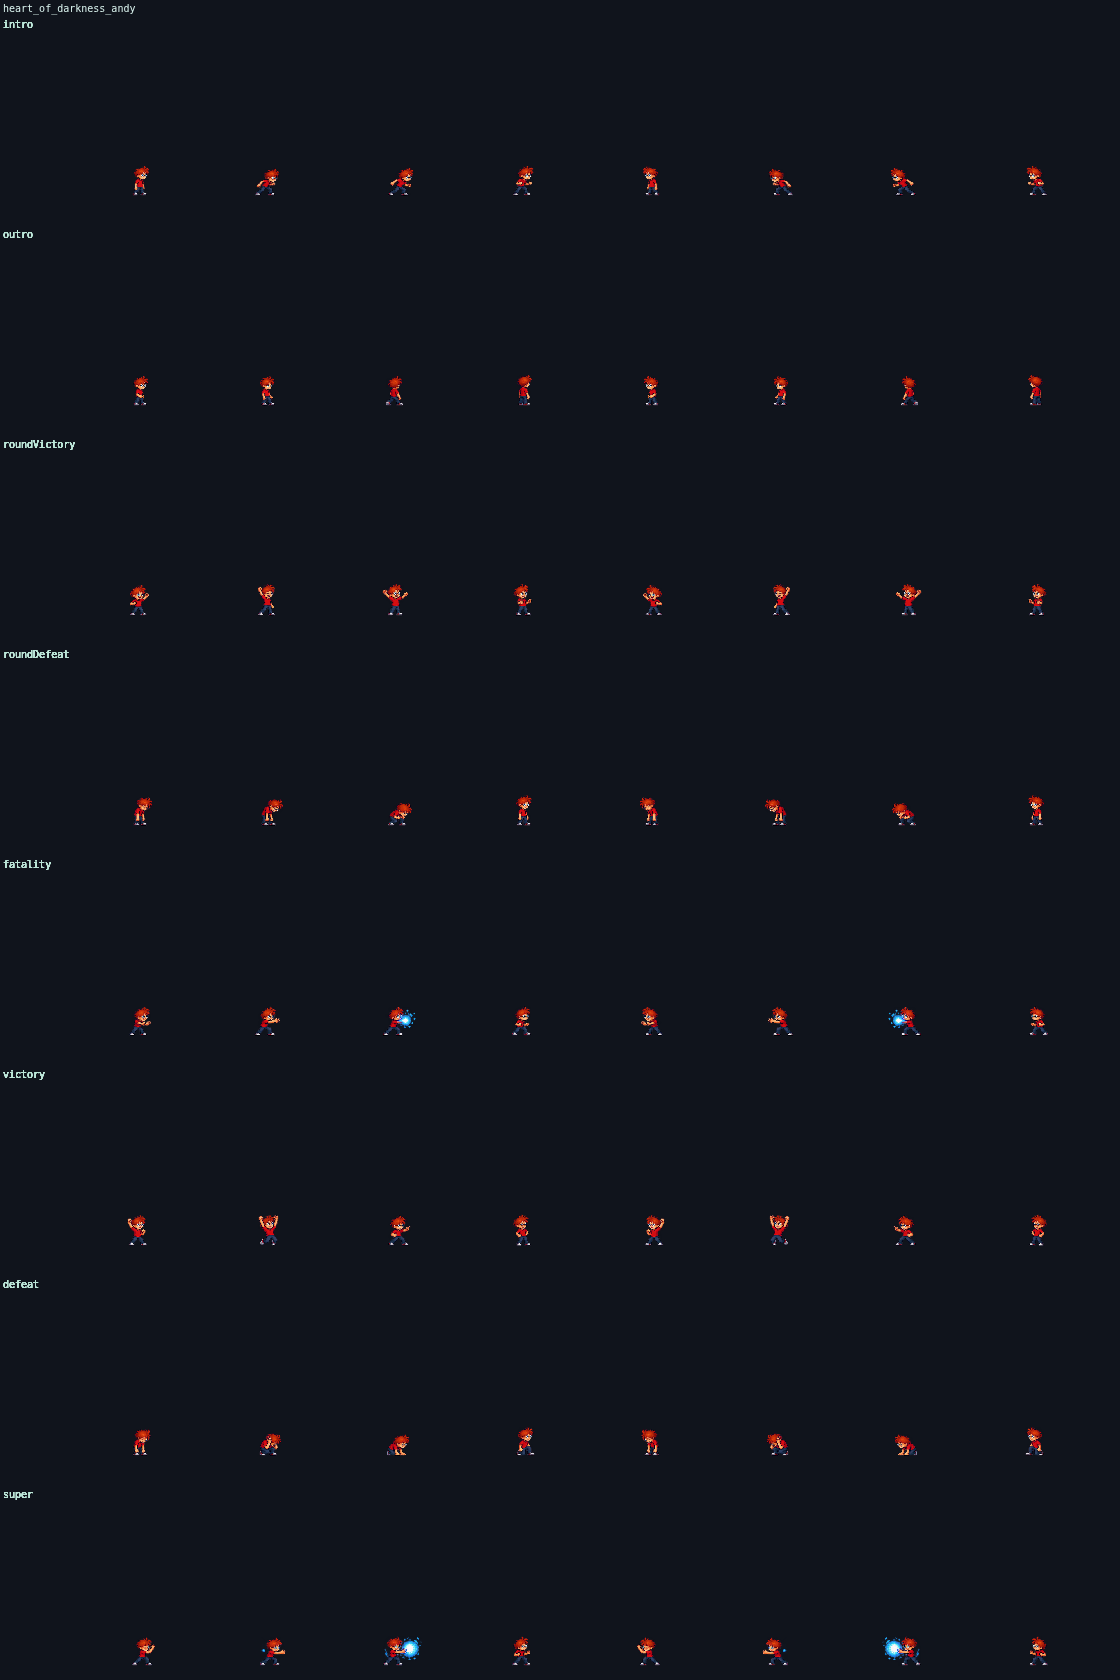 heart_of_darkness_andy
intro
outro
roundVictory
roundDefeat
fatality
victory
defeat
super